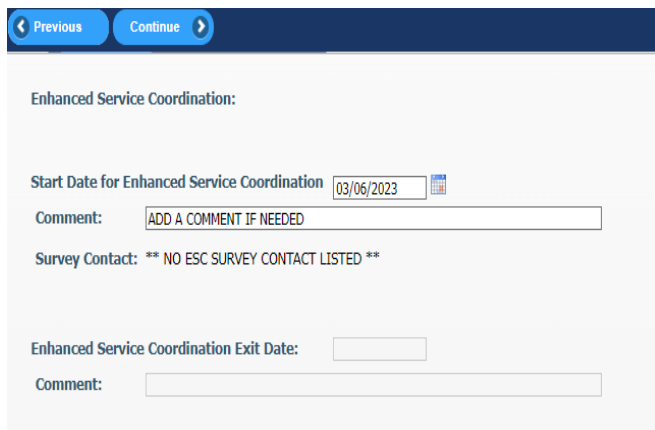 Previous Continue
Enhanced Service Coordination:
Start Date for Enhanced Service Coordination 03/06/2023
Comment: ADD A COMMENT IF NEEDED
Survey Contact: ** NO ESC SURVEY CONTACT LISTED **
Enhanced Service Coordination Exit Date:
Comment: